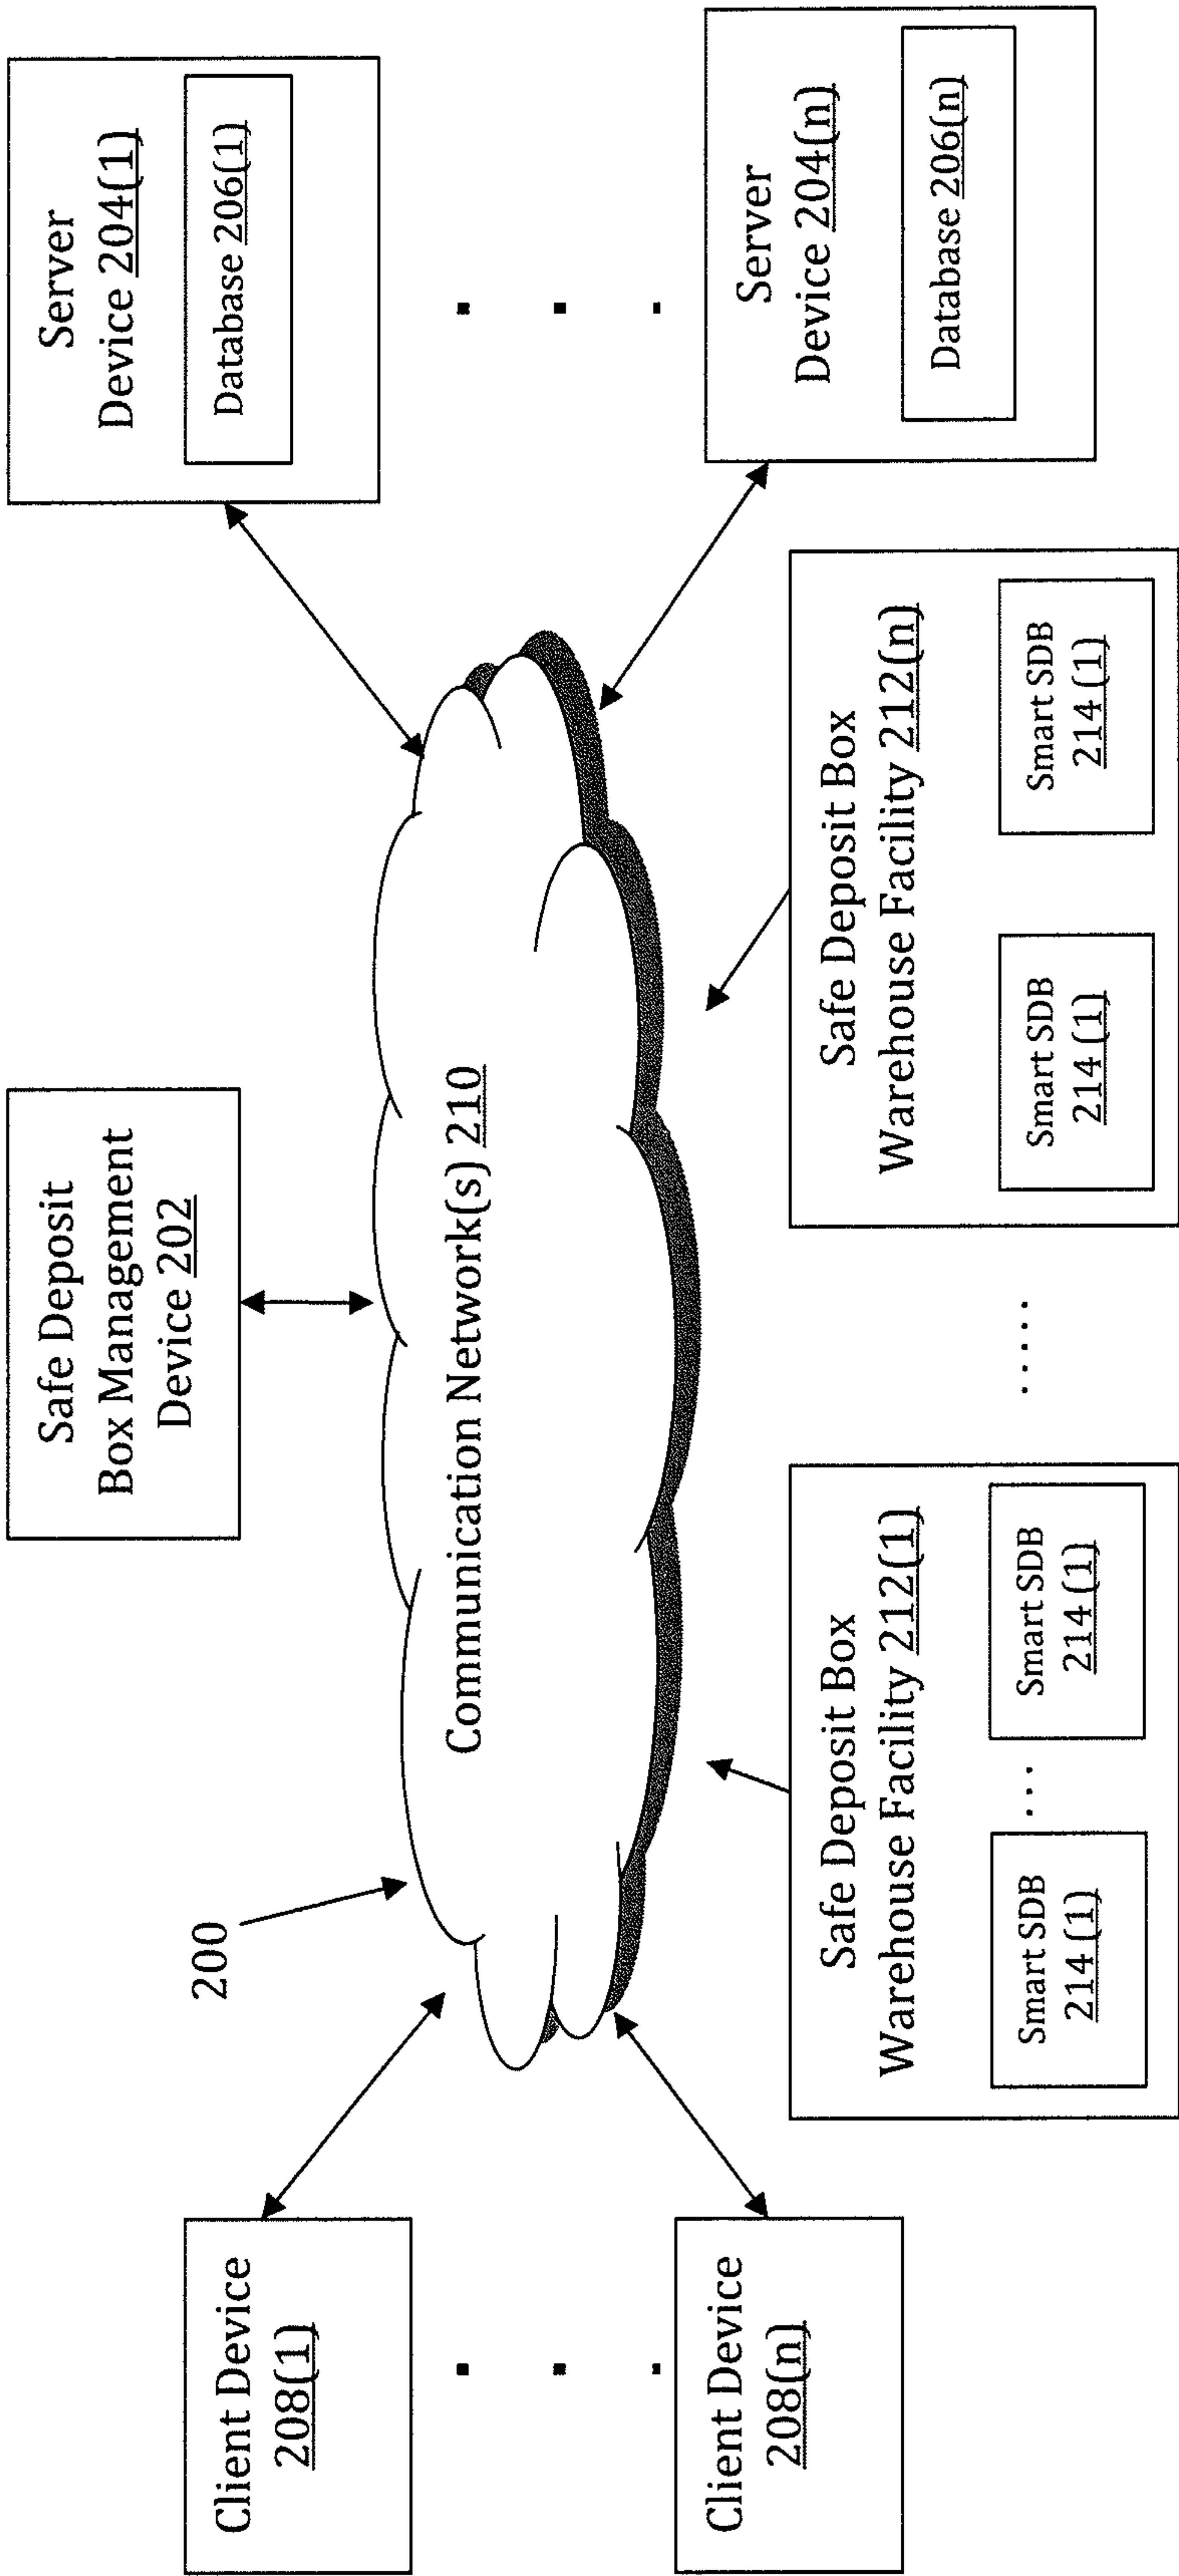 Safe Deposit
Box Management
Device 202
200
Client Device
208(1)
Client Device
208(n)
Communication Network(s) 210
Server
Device 204(1)
Database 206(1)
Server
Device 204(n)
Database 206(n)
Safe Deposit Box
Warehouse Facility 212(1)
Smart SDB
214 (1)
. . .
Smart SDB
214 (1)
. . . . .
Safe Deposit Box
Warehouse Facility 212(n)
Smart SDB
214 (1)
Smart SDB
214 (1)